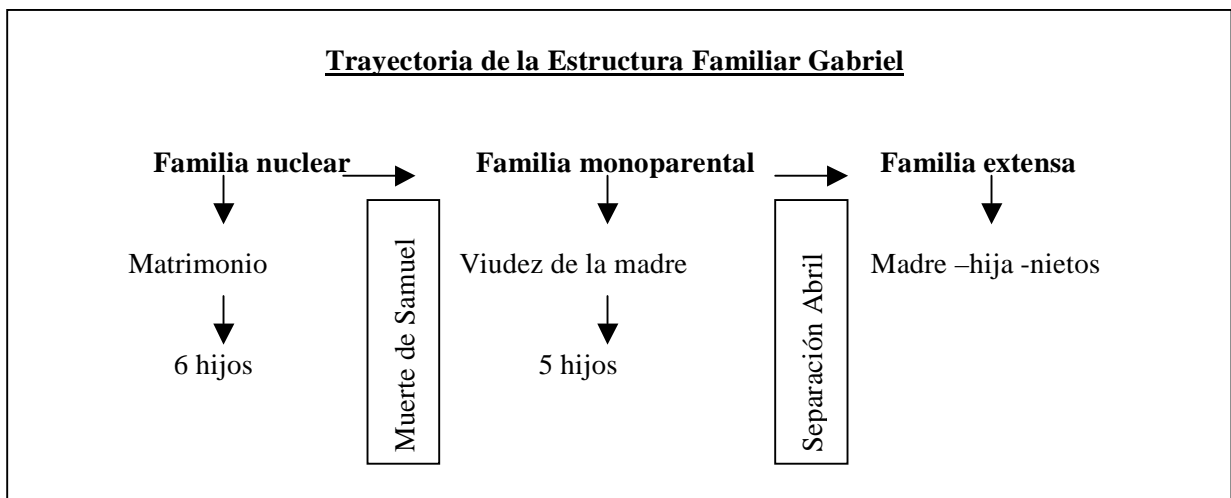 Trayectoria de la Estructura Familiar Gabriel
Familia nuclear
Familia monoparental
Familia extensa
Matrimonio
Viudez de la madre
Madre –hija -nietos
6 hijos
5 hijos
Muerte de Samuel
Separación Abril